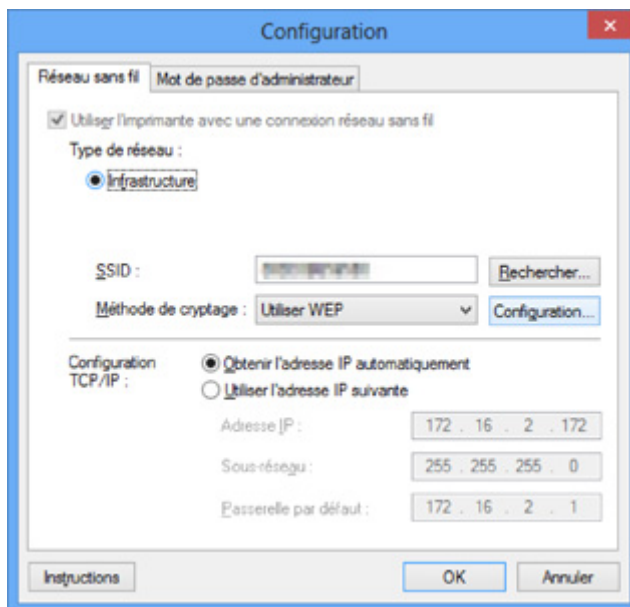 Configuration
Réseau sans fil Mot de passe d'administrateur
Utiliser l'imprimante avec une connexion réseau sans fil
Type de réseau :
Infrastructure
SSID : Rechercher...
Méthode de cryptage : Utiliser WEP Configuration...
Configuration TCP/IP : Obtenir l'adresse IP automatiquement
Utiliser l'adresse IP suivante
Adresse IP : 172 . 16 . 2 . 172
Sous-réseau : 255 . 255 . 255 . 0
Passerelle par défaut : 172 . 16 . 2 . 1
Instructions OK Annuler